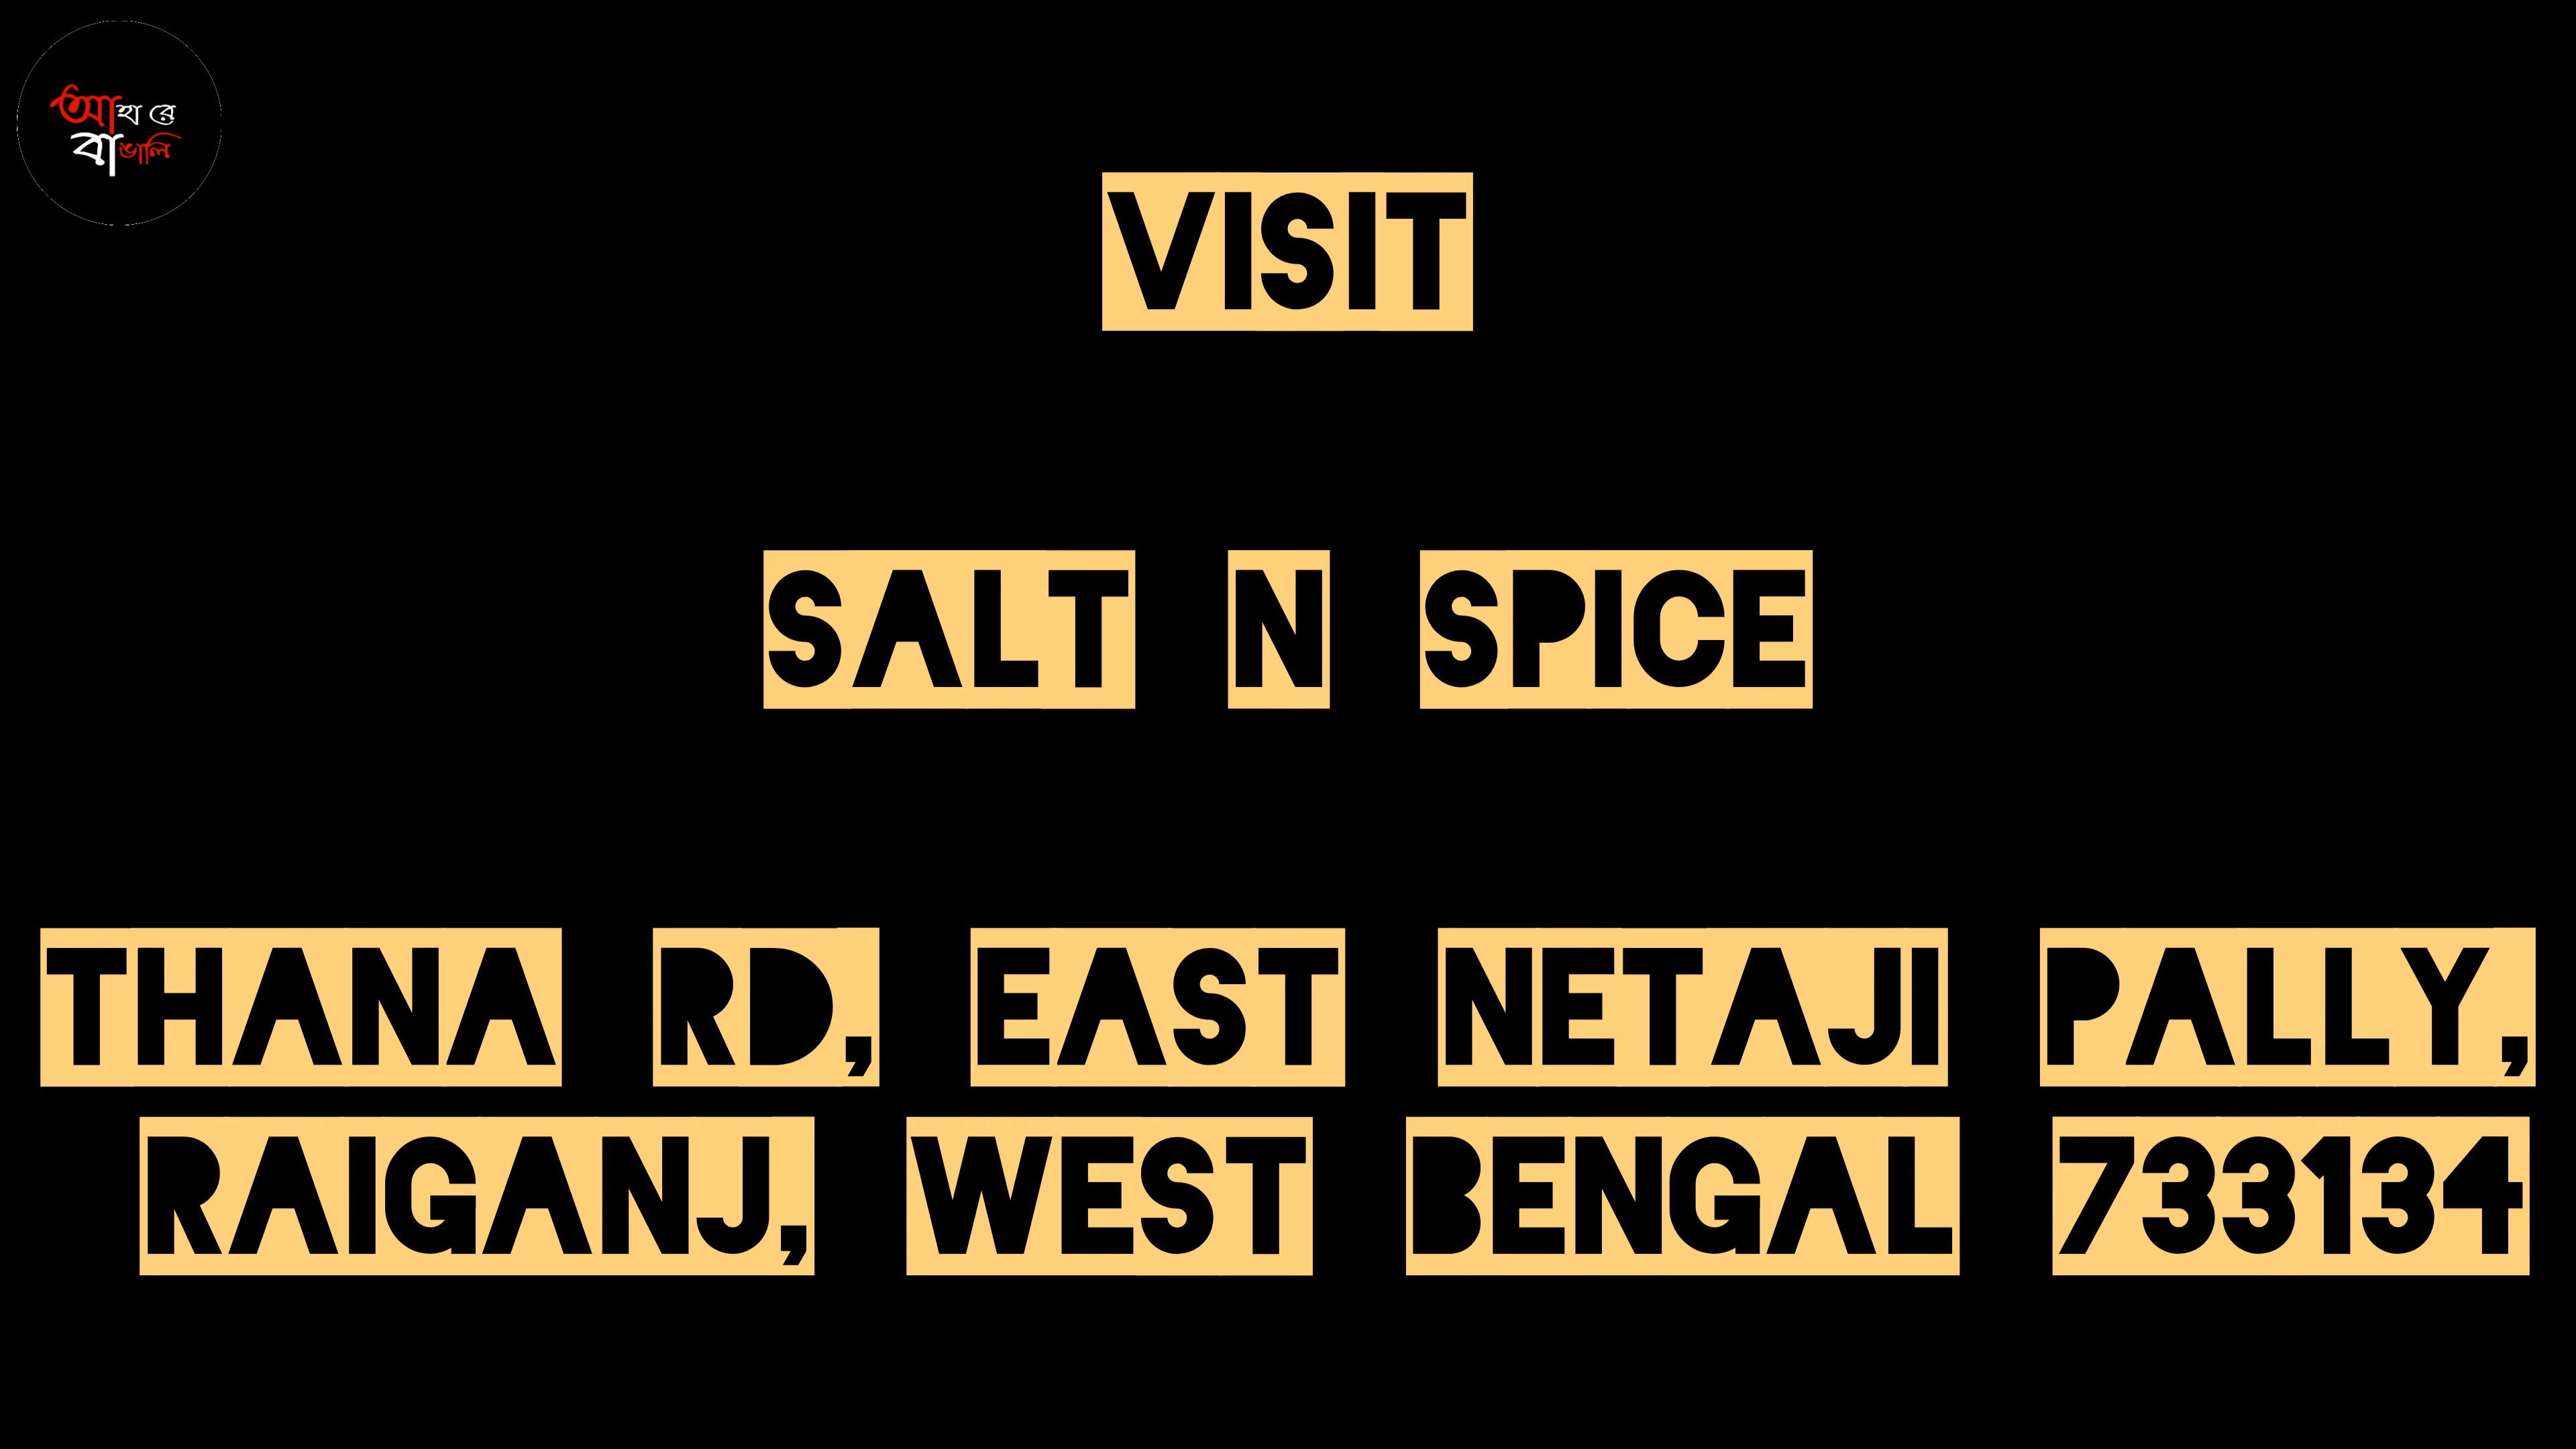 আহা রে
বাঙালি
VISIT
SALT N SPICE
THANA RD, EAST NETAJI PALLY,
RAIGANJ, WEST BENGAL 733134